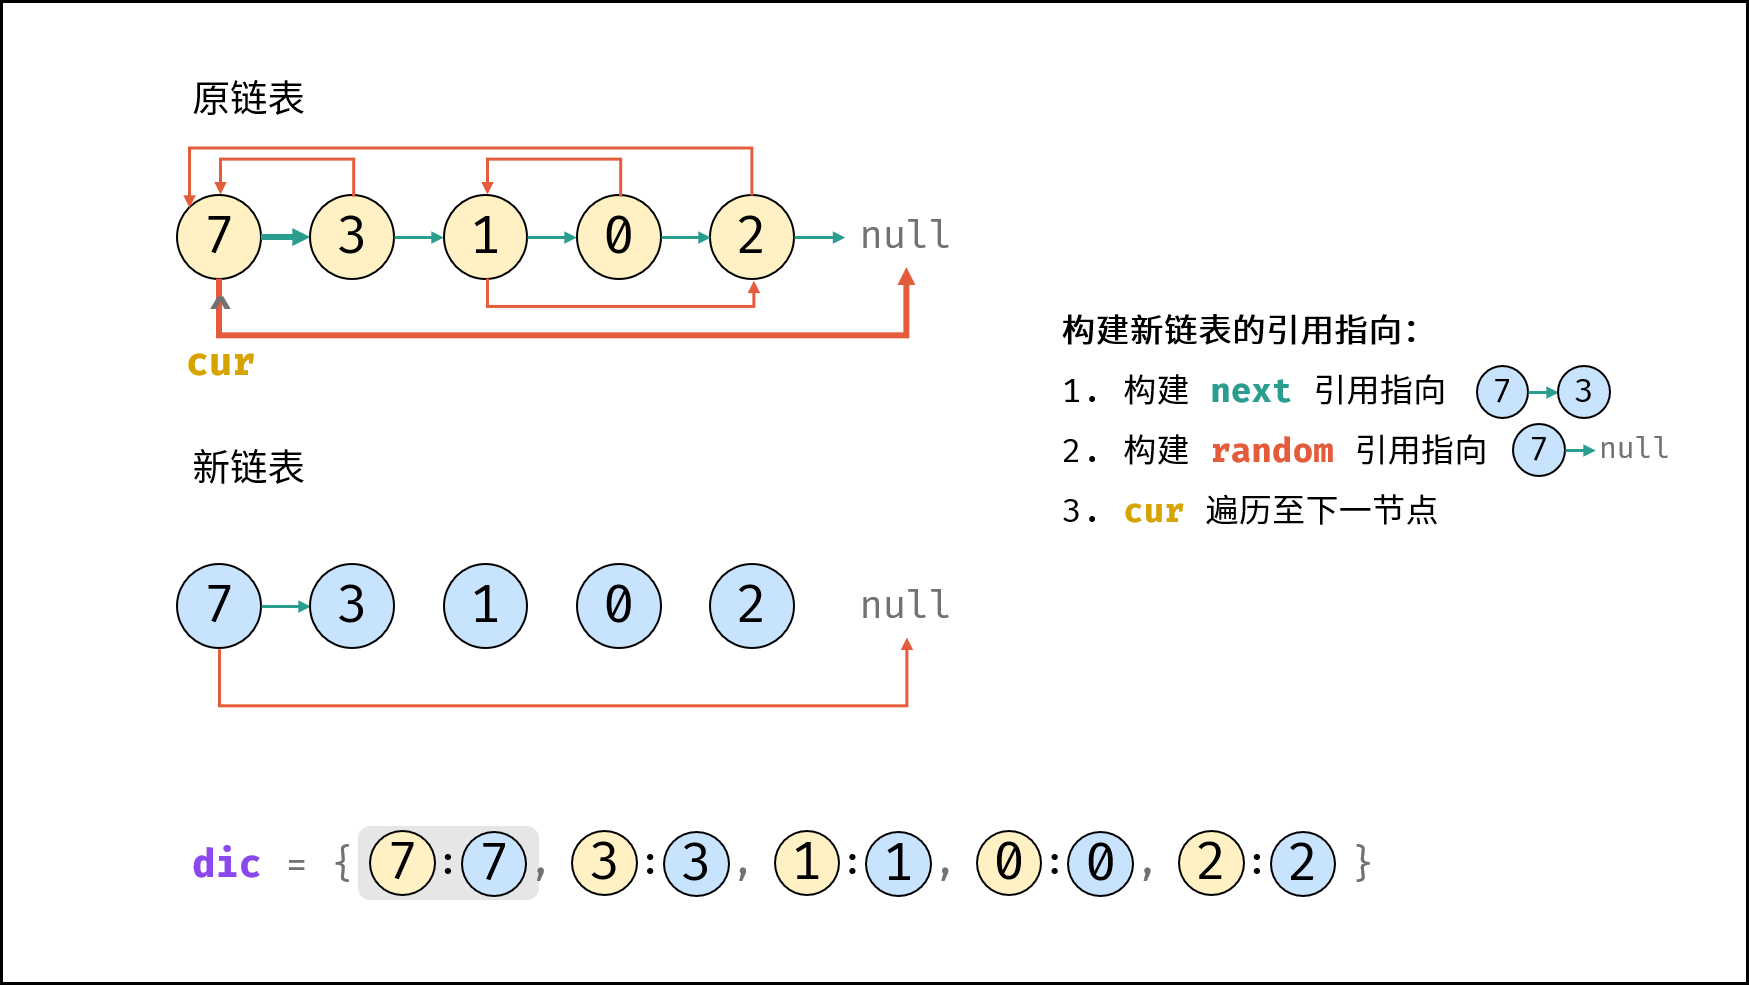 原链表
7 3 1 0 2 null
cur
新链表
7 3 1 0 2 null
构建新链表的引用指向：
1. 构建 next 引用指向 7 3
2. 构建 random 引用指向 7 null
3. cur 遍历至下一节点
dic = { 7 : 7 , 3 : 3 , 1 : 1 , 0 : 0 , 2 : 2 }